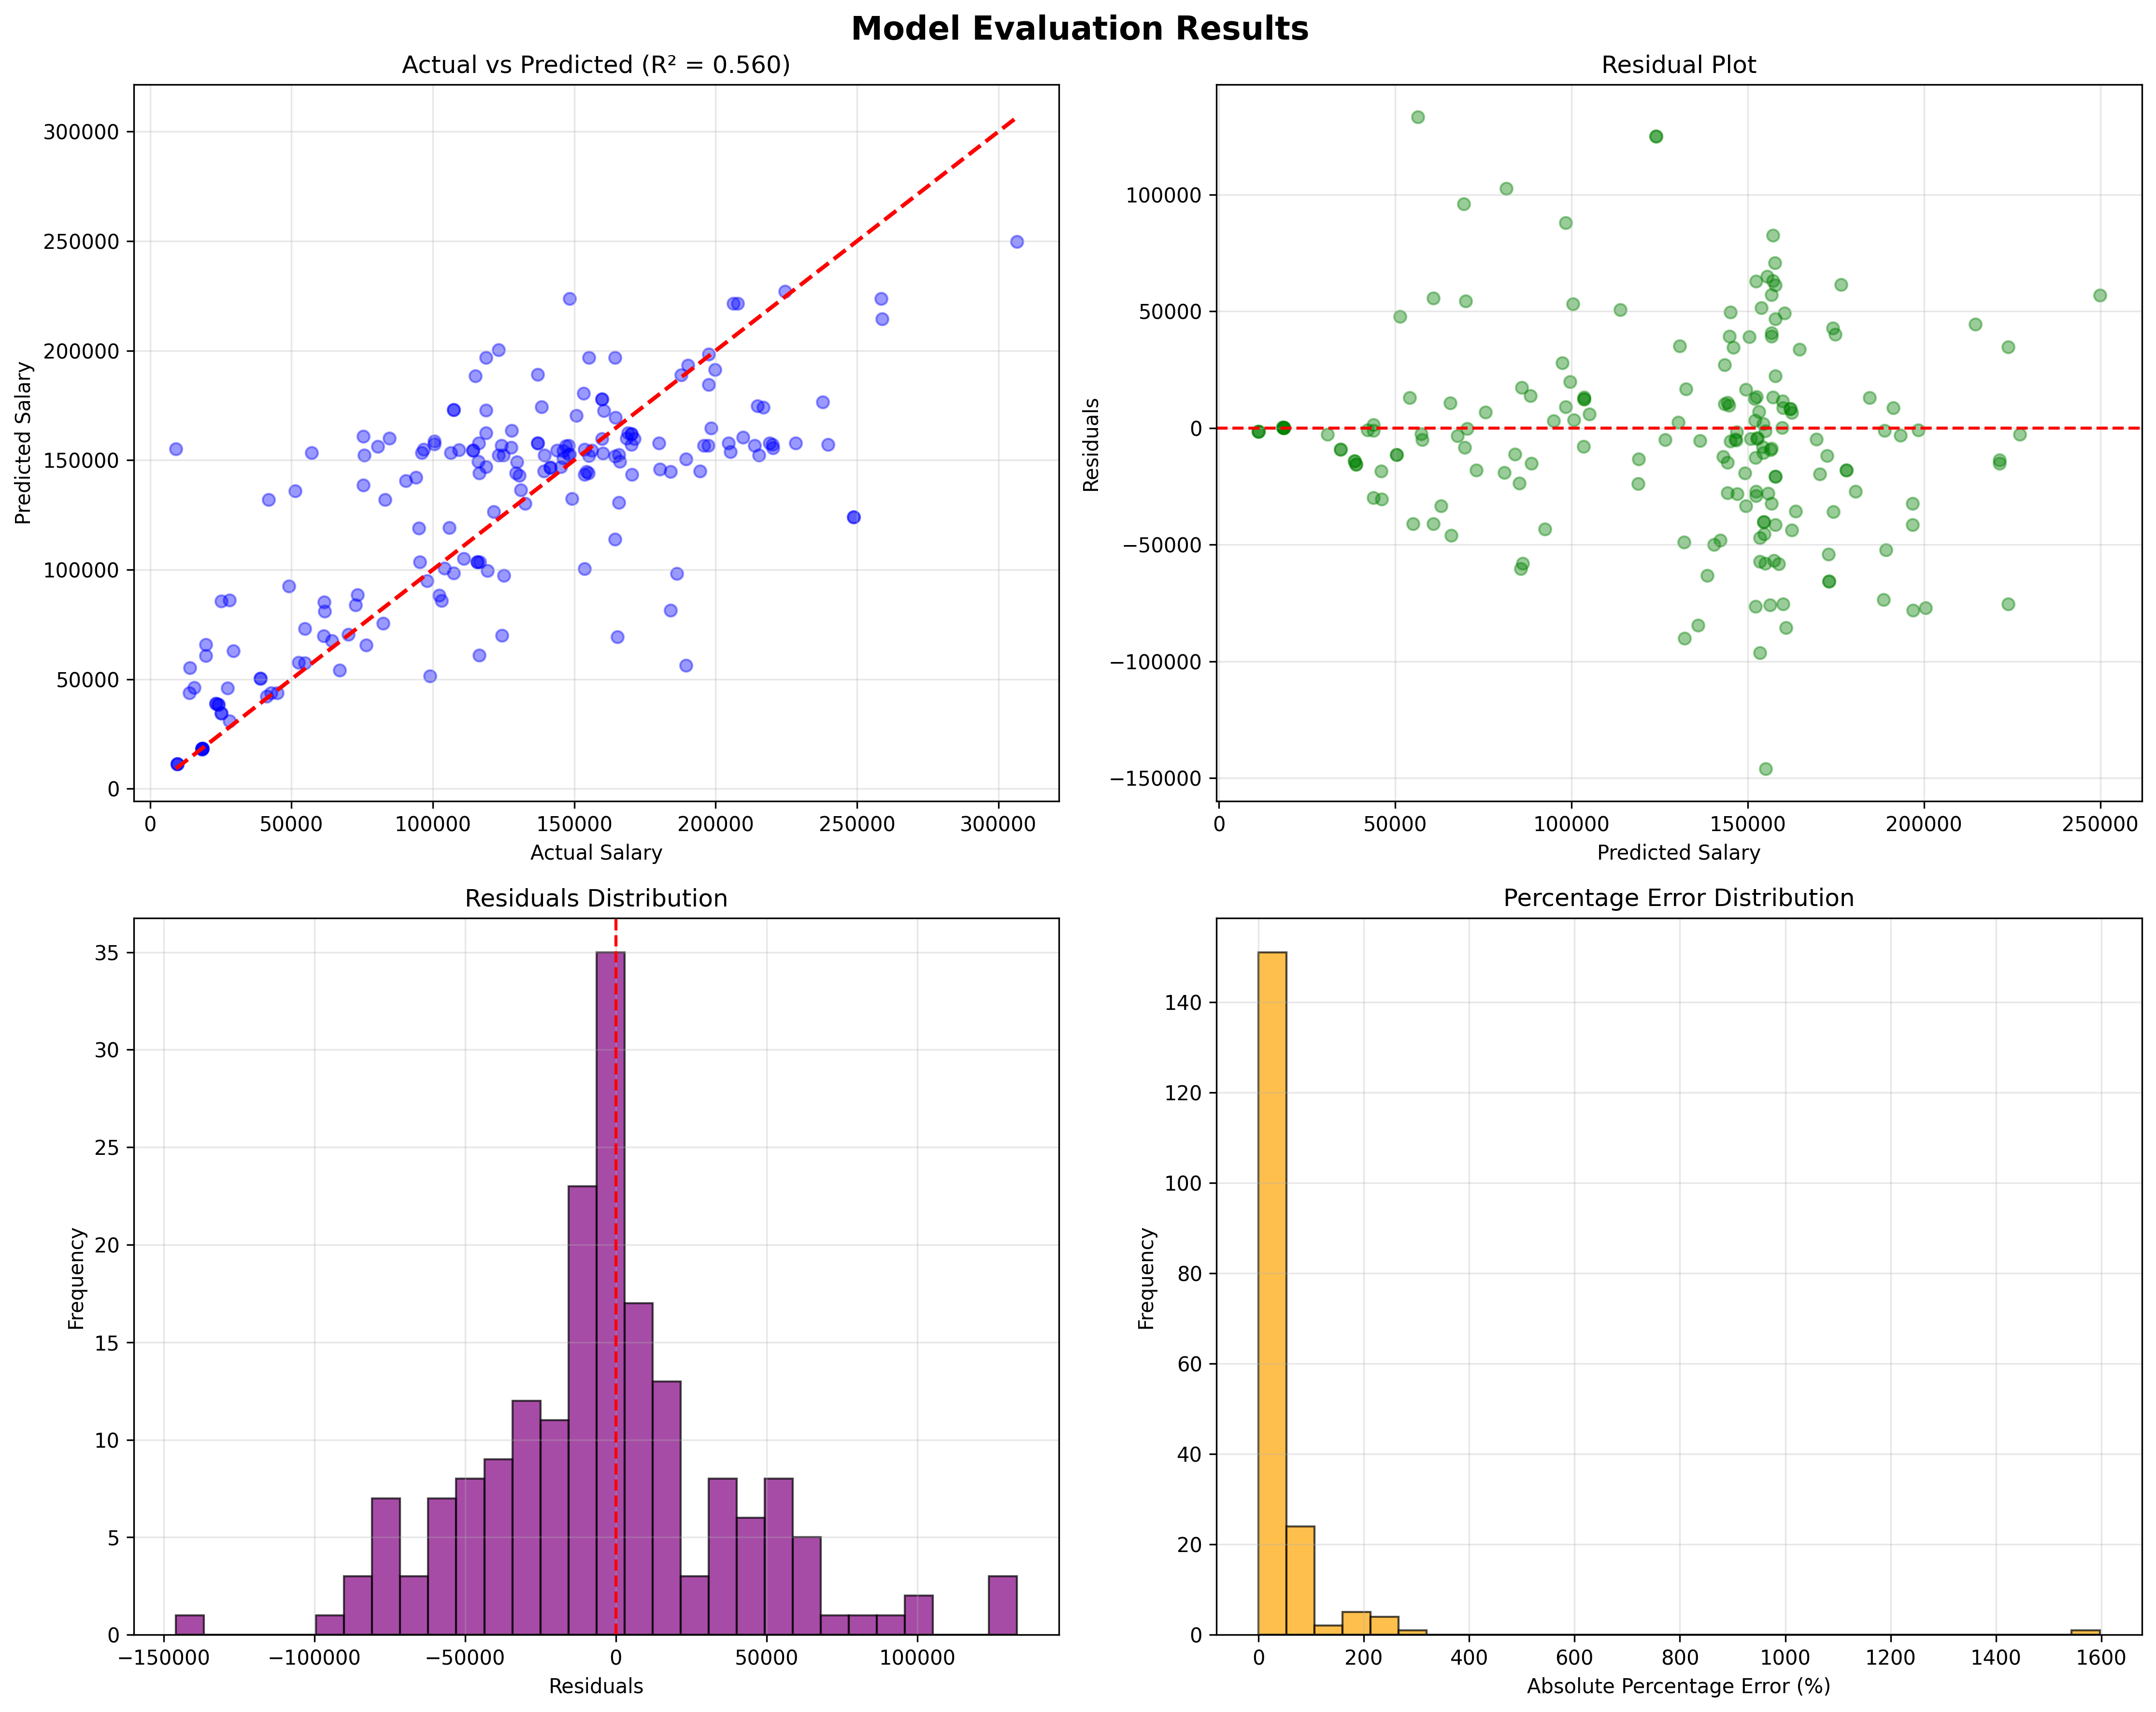 Model Evaluation Results
Actual vs Predicted (R² = 0.560)
300000
250000
200000
150000
100000
50000
0
Predicted Salary
0 50000 100000 150000 200000 250000 300000
Actual Salary
Residual Plot
100000
50000
0
−50000
−100000
−150000
Residuals
0 50000 100000 150000 200000 250000
Predicted Salary
Residuals Distribution
35
30
25
20
15
10
5
0
Frequency
−150000 −100000 −50000 0 50000 100000
Residuals
Percentage Error Distribution
140
120
100
80
60
40
20
0
Frequency
0 200 400 600 800 1000 1200 1400 1600
Absolute Percentage Error (%)